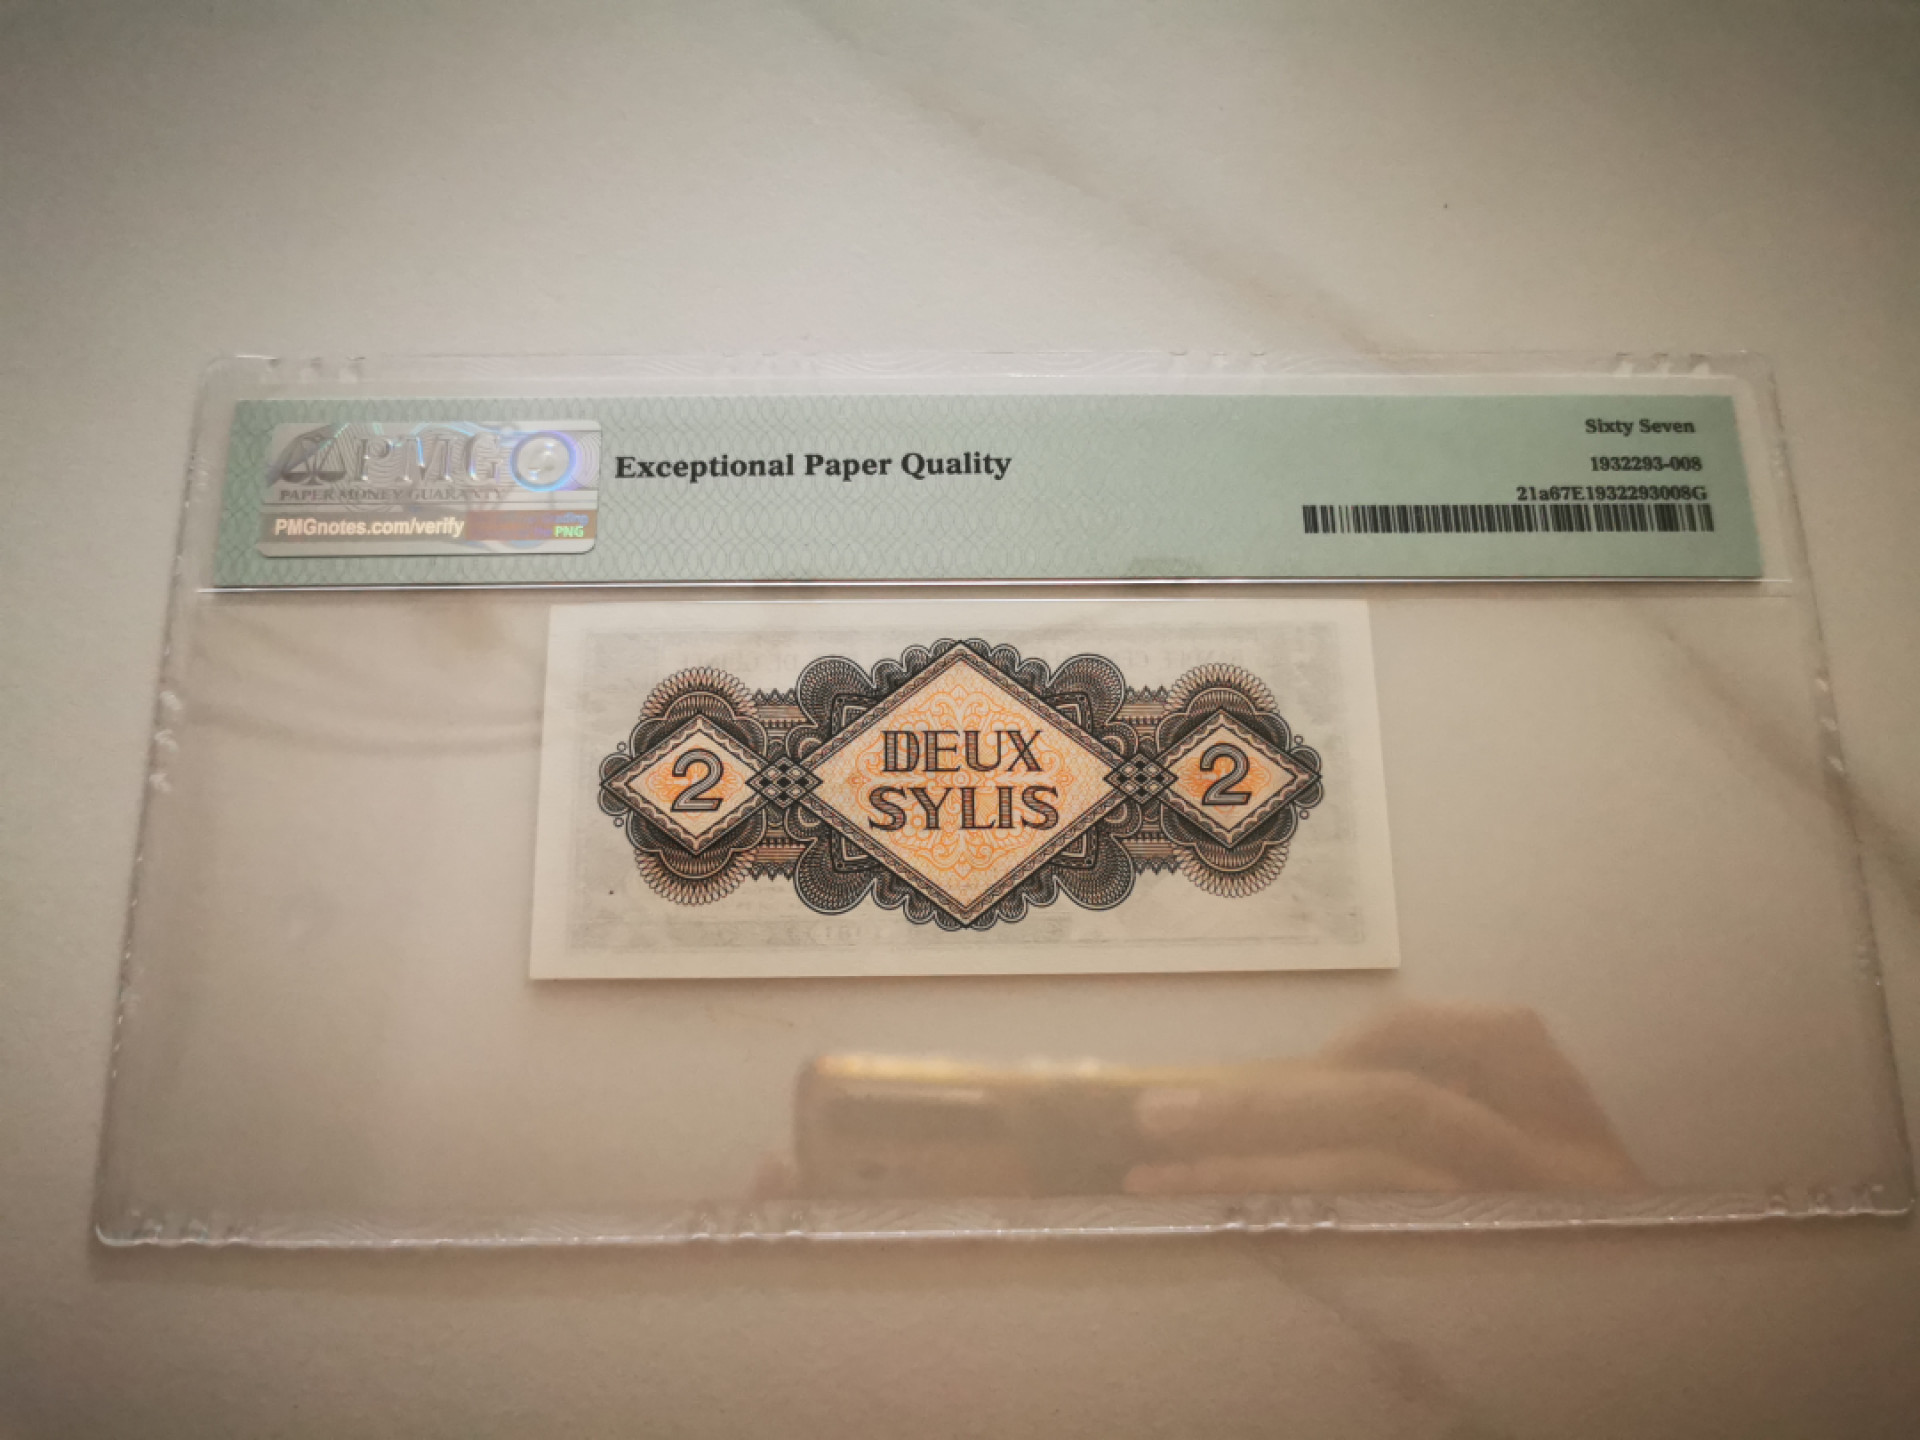 PMG
PAPER MONEY GUARANTY
PMGnotes.com/verify
PNG
Exceptional Paper Quality
Sixty Seven
1932293-008
21a67E1932293008G
2
DEUX
SYLIS
2